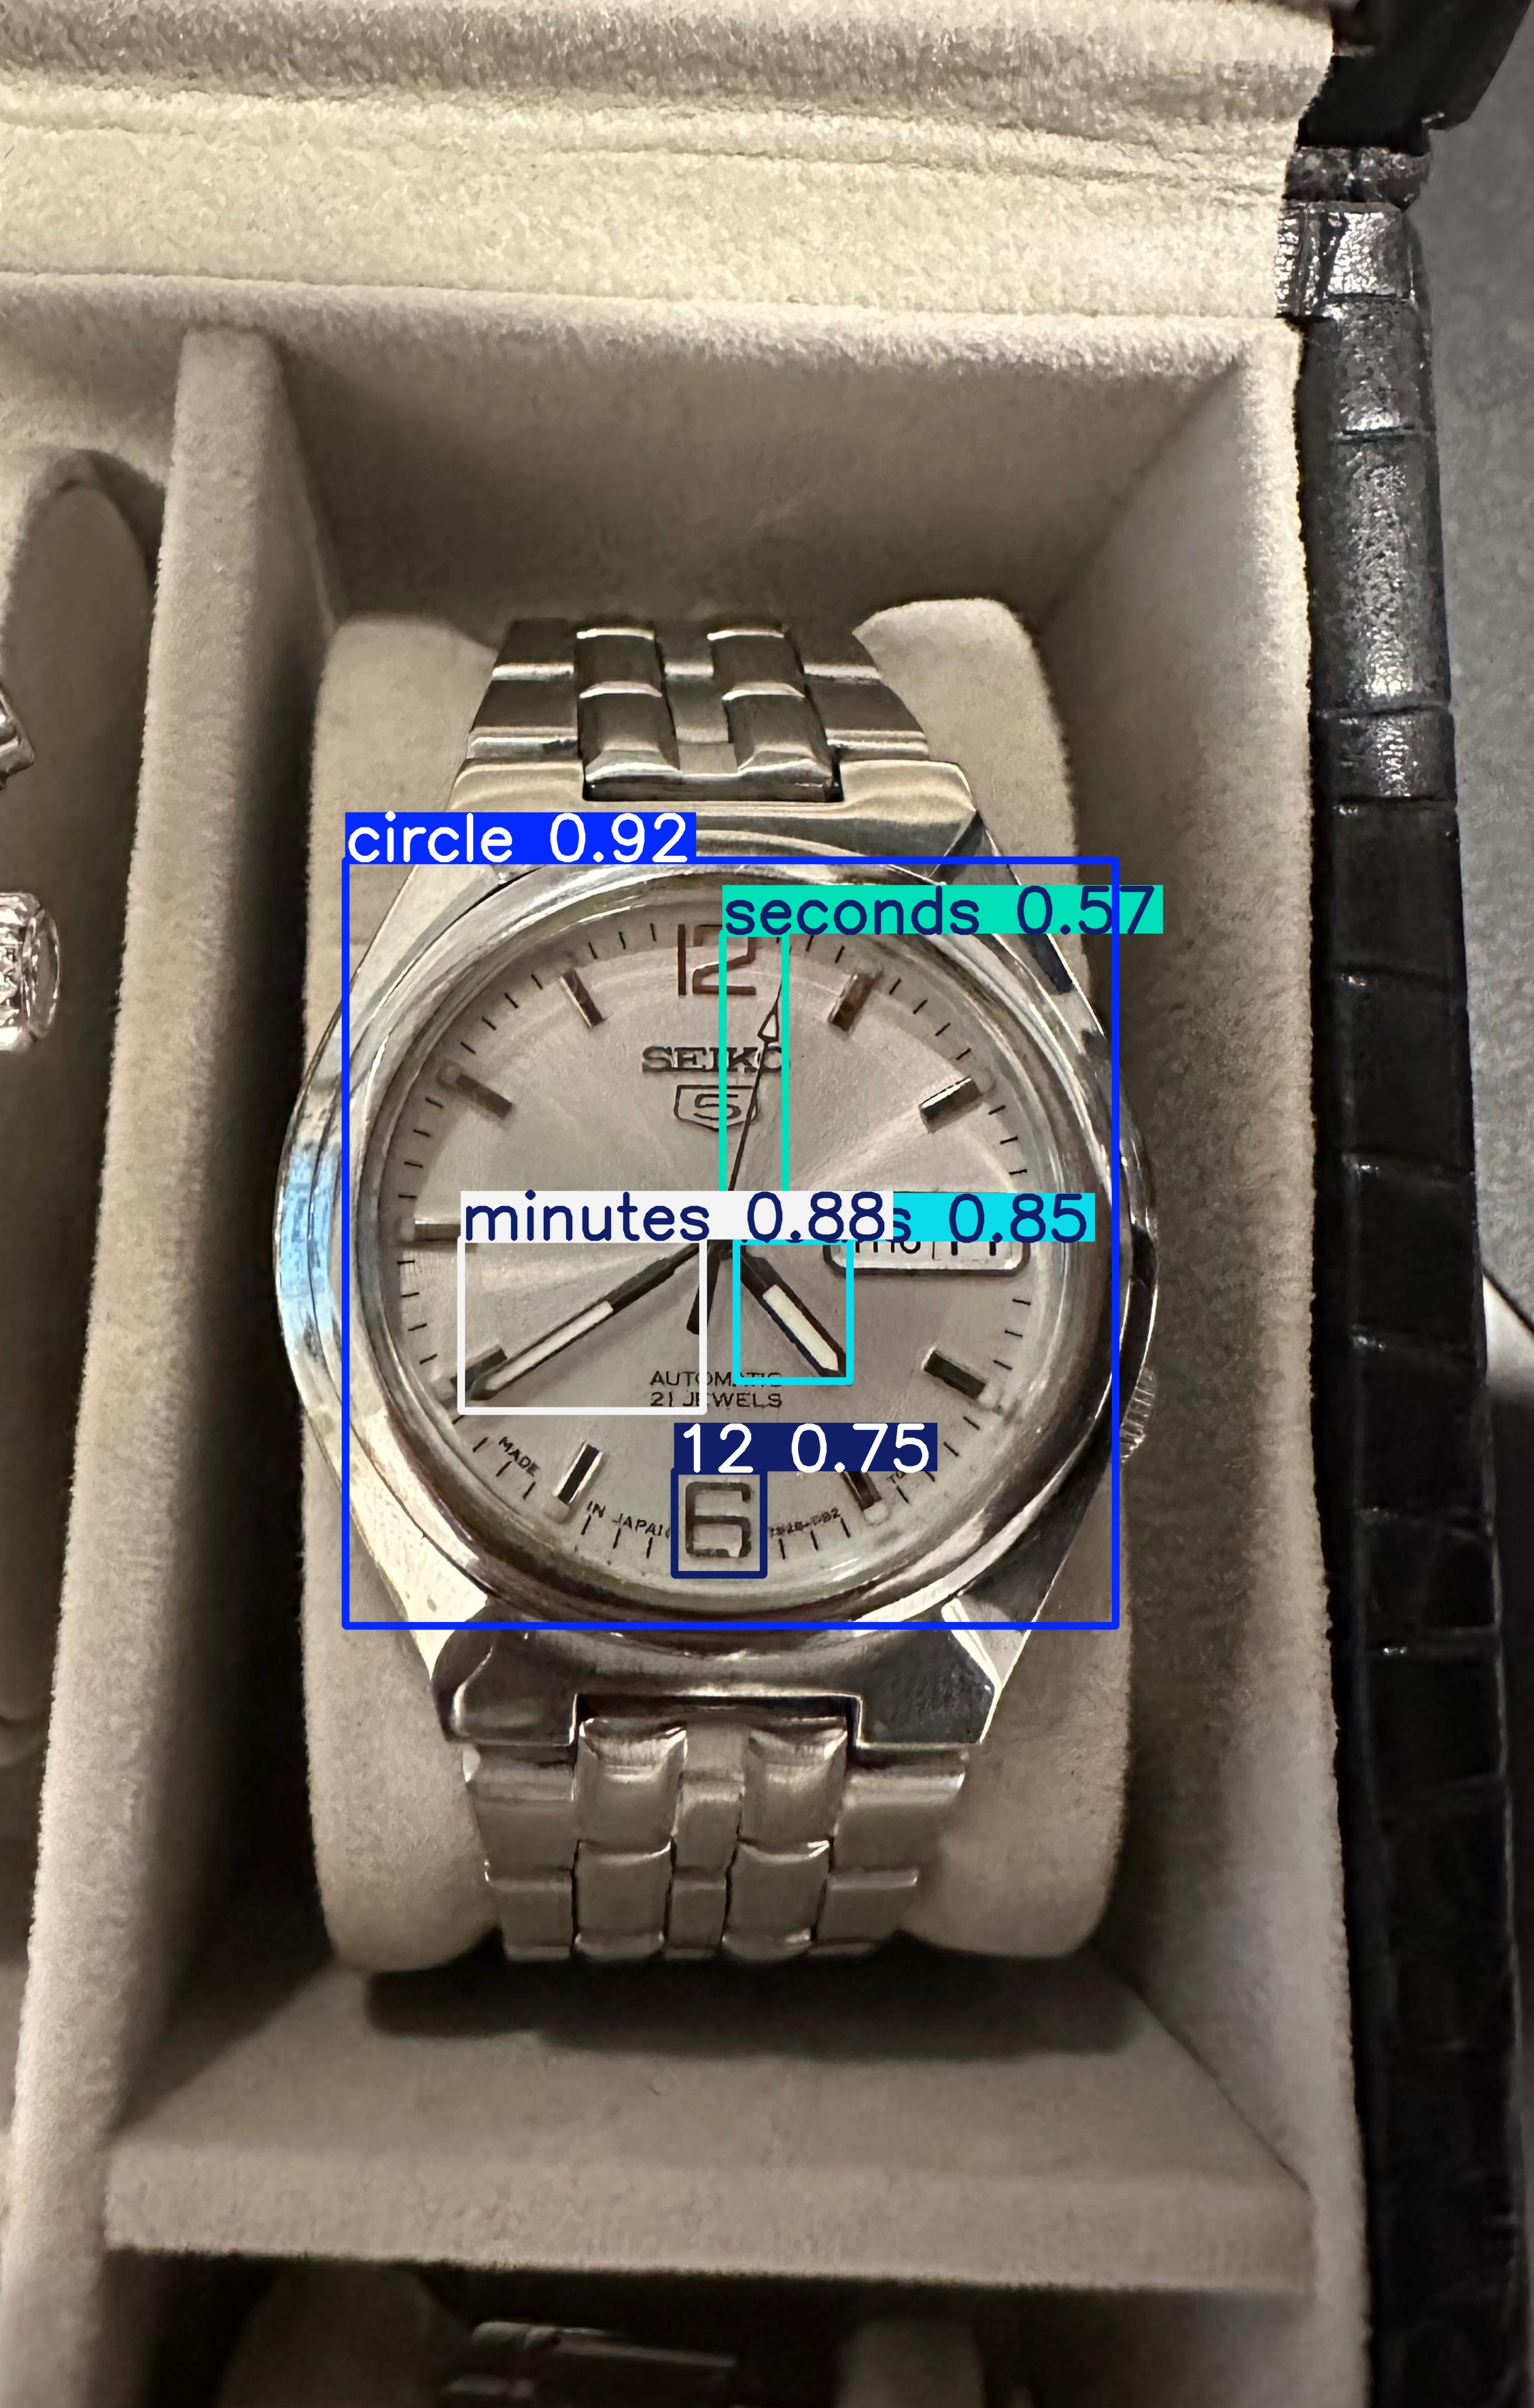 circle 0.92
seconds 0.57
12
SEIKO
5
minutes 0.88
s 0.85
AUTOMATIC
21 JEWELS
12 0.75
MADE
IN JAPAN
6